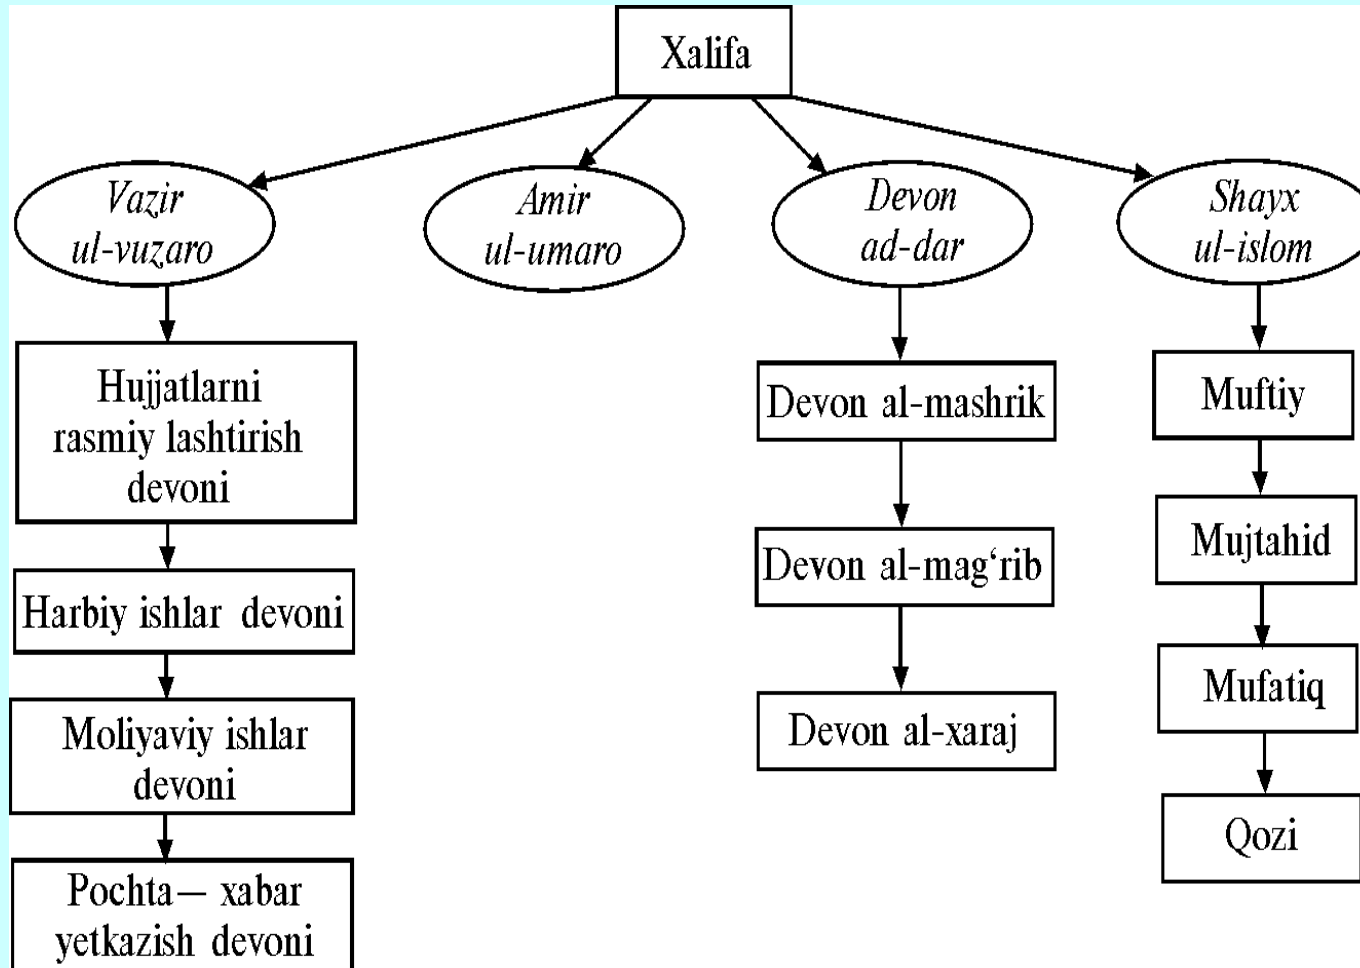 Xalifa
Vazir
ul-vuzaro
Amir
ul-umaro
Devon
ad-dar
Shayx
ul-islom
Hujjatlarni
rasmiy lashtirish
devoni
Harbiy ishlar devoni
Moliyaviy ishlar
devoni
Pochta— xabar
yetkazish devoni
Devon al-mashrik
Devon al-mag‘rib
Devon al-xaraj
Muftiy
Mujtahid
Mufatiq
Qozi